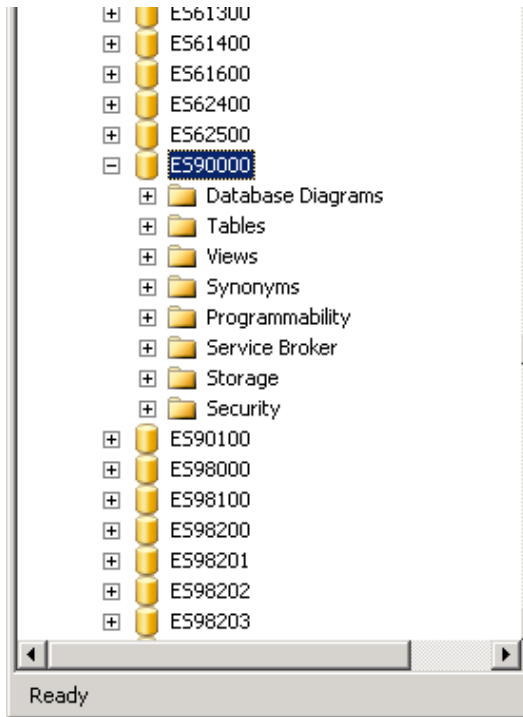 ES61300
ES61400
ES61600
ES62400
ES62500
ES90000
Database Diagrams
Tables
Views
Synonyms
Programmability
Service Broker
Storage
Security
ES90100
ES98000
ES98100
ES98200
ES98201
ES98202
ES98203
Ready